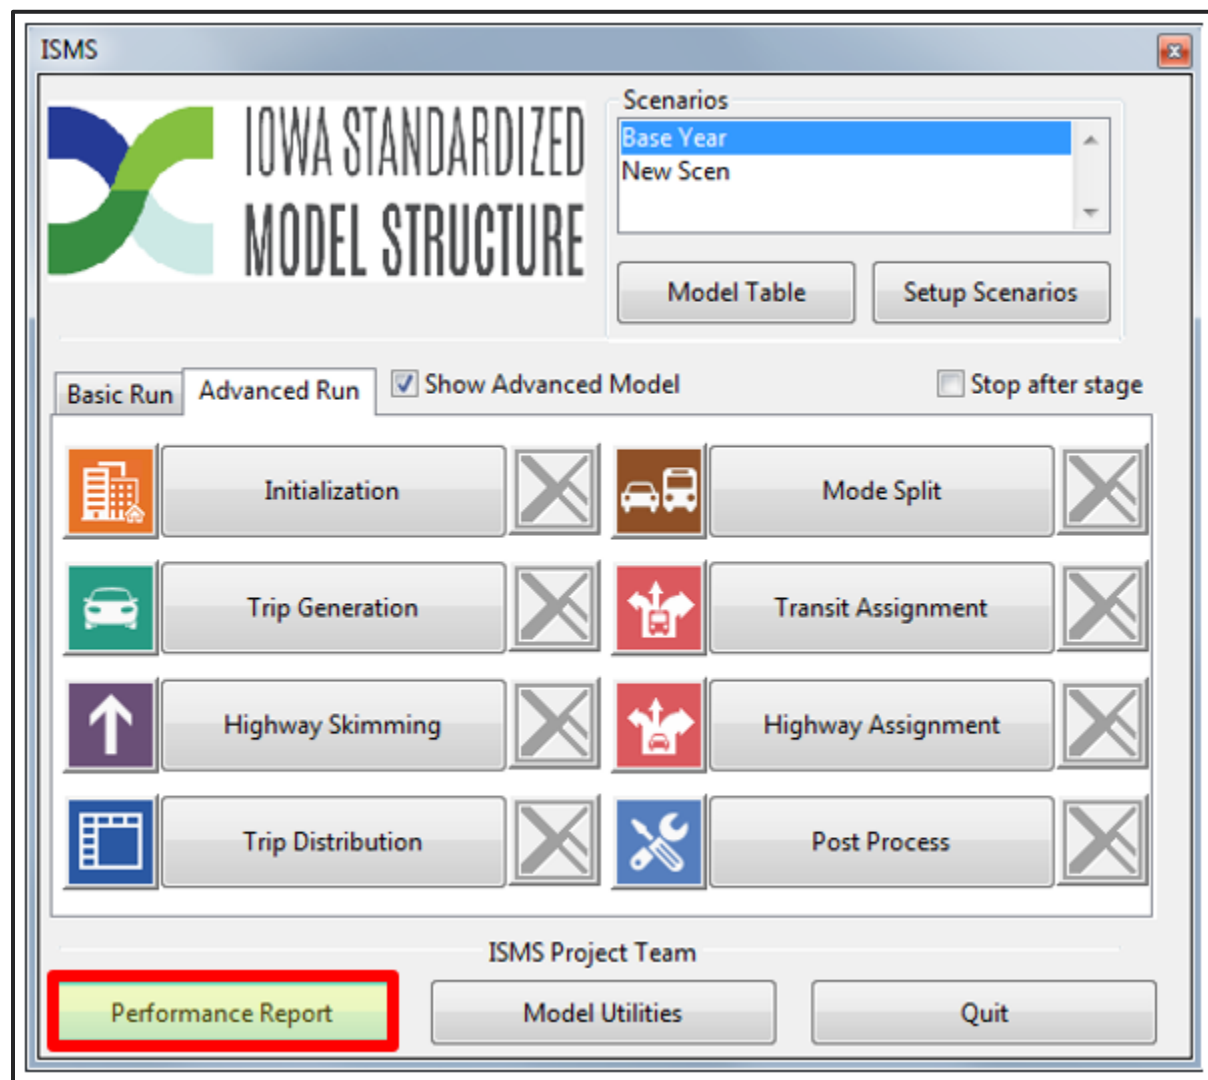 ISMS
IOWA STANDARDIZED
MODEL STRUCTURE
Scenarios
Base Year
New Scen
Model Table
Setup Scenarios
Basic Run
Advanced Run
Show Advanced Model
Stop after stage
Initialization
Mode Split
Trip Generation
Transit Assignment
Highway Skimming
Highway Assignment
Trip Distribution
Post Process
ISMS Project Team
Performance Report
Model Utilities
Quit